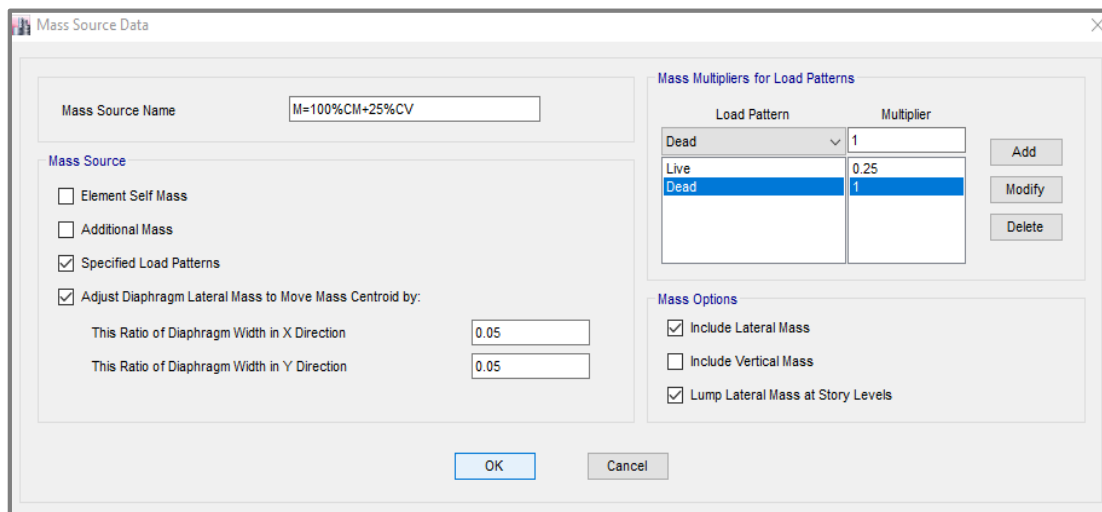 Mass Source Data
Mass Source Name
M=100%CM+25%CV
Mass Source
Element Self Mass
Additional Mass
Specified Load Patterns
Adjust Diaphragm Lateral Mass to Move Mass Centroid by:
This Ratio of Diaphragm Width in X Direction
0.05
This Ratio of Diaphragm Width in Y Direction
0.05
Mass Multipliers for Load Patterns
Load Pattern Multiplier
Dead 1
Live 0.25
Dead 1
Add
Modify
Delete
Mass Options
Include Lateral Mass
Include Vertical Mass
Lump Lateral Mass at Story Levels
OK Cancel